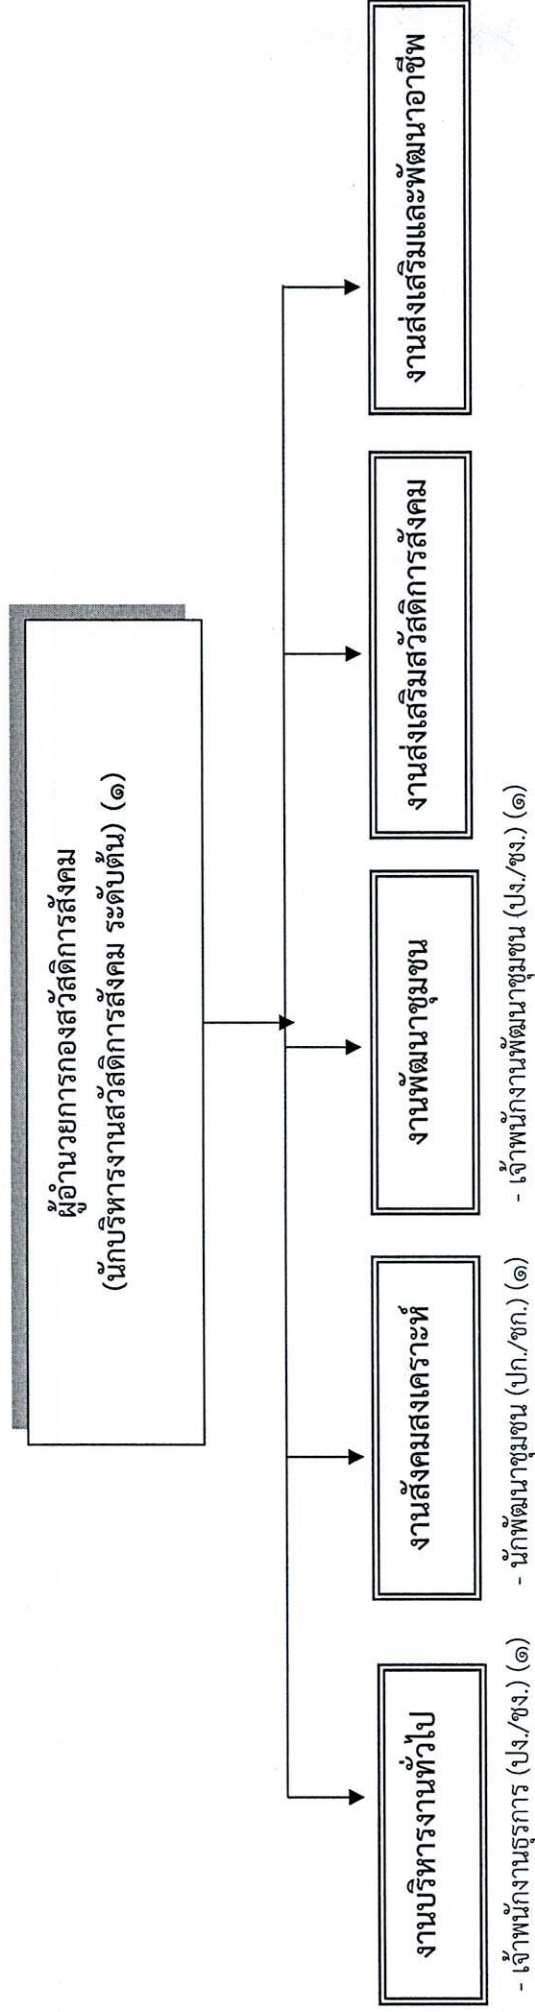 ผู้อำนวยการกองสวัสดิการสังคม
(นักบริหารงานสวัสดิการสังคม ระดับต้น) (๑)
งานบริหารงานทั่วไป
งานสังคมสงเคราะห์
งานพัฒนาชุมชน
งานส่งเสริมสวัสดิการสังคม
งานส่งเสริมและพัฒนาอาชีพ
- เจ้าพนักงานธุรการ (ปง./ชง.) (๑)
- นักพัฒนาชุมชน (ปก./ชก.) (๑)
- เจ้าพนักงานพัฒนาชุมชน (ปง./ชง.) (๑)